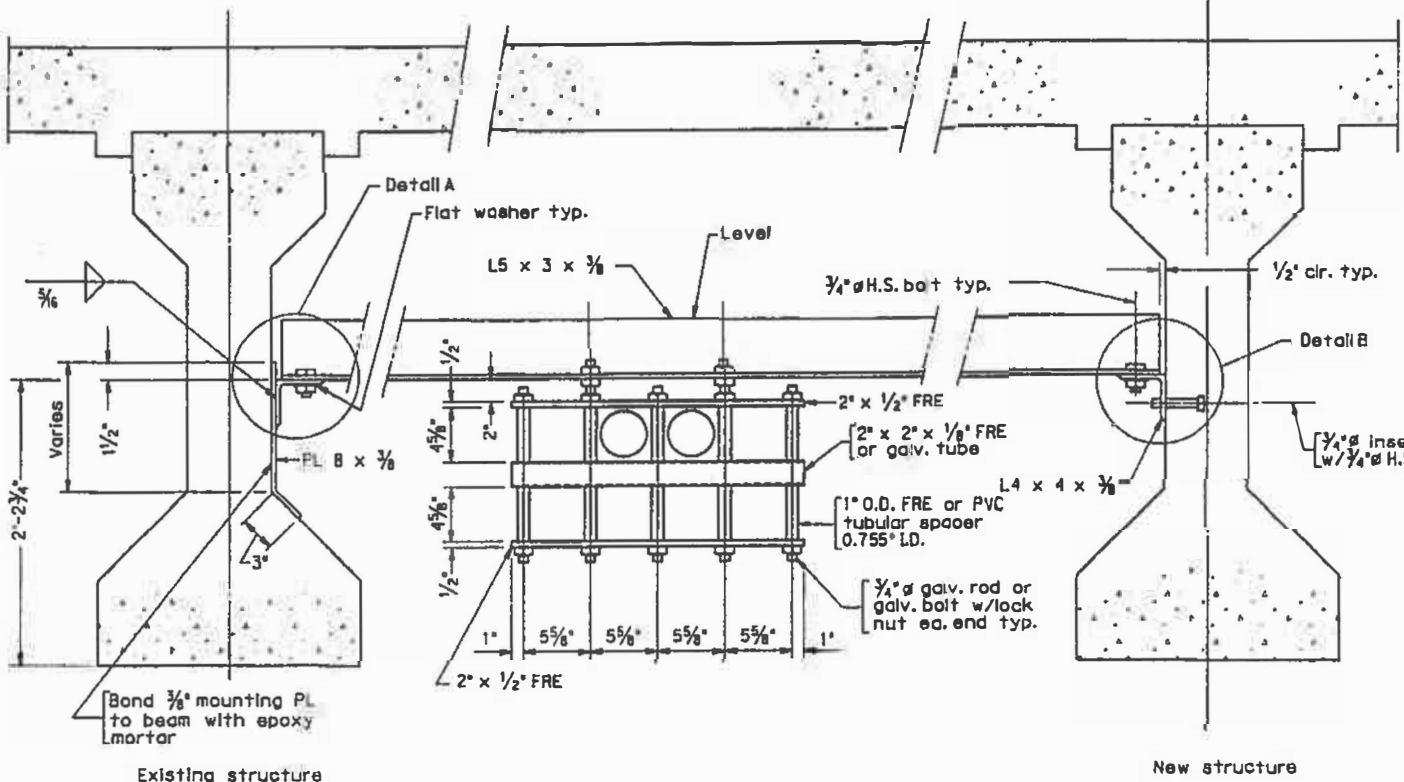 Detail A
Flat washer typ.
Level
L5 x 3 x 3/8
3/4" ø H.S. bolt typ.
1/2" clr. typ.
5/16
Detail B
1/2"
Varies
1 1/2"
2"
2" x 1/2" FRE
4 5/8"
2" x 2" x 1/8" FRE
or galv. tube
3/4" ø
w/ 3/4" ø
PL 8 x 3/8
L4 x 4 x 3/8
2'-2 3/4"
4 5/8"
1" O.D. FRE or PVC
tubular spacer
0.755" I.D.
3"
1/2"
3/4" ø galv. rod or
galv. bolt w/lock
nut ea. end typ.
1" 5 5/8" 5 5/8" 5 5/8" 5 5/8" 1"
2" x 1/2" FRE
Bond 3/8" mounting PL
to beam with epoxy
mortar
Existing structure
New structure